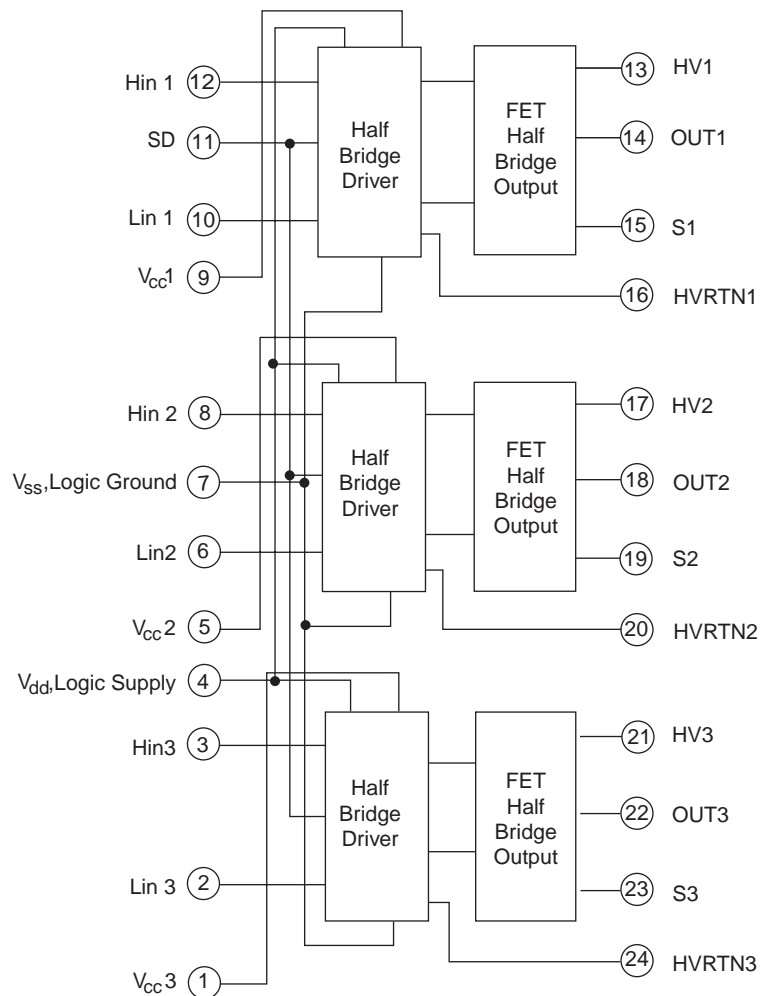 Hin 1 12
SD 11
Lin 1 10
Vcc1 9
Half
Bridge
Driver
FET
Half
Bridge
Output
13 HV1
14 OUT1
15 S1
16 HVRTN1
Hin 2 8
Vss,Logic Ground 7
Lin2 6
Vcc2 5
Half
Bridge
Driver
FET
Half
Bridge
Output
17 HV2
18 OUT2
19 S2
20 HVRTN2
Vdd,Logic Supply 4
Hin3 3
Lin 3 2
Vcc3 1
Half
Bridge
Driver
FET
Half
Bridge
Output
21 HV3
22 OUT3
23 S3
24 HVRTN3